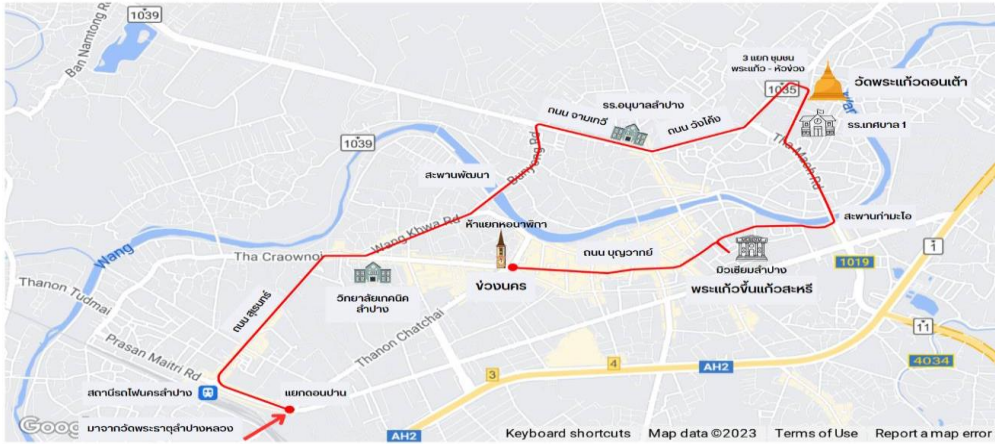 1039
Ban Namtong Rd
3 แยก ชุมชน
พระแก้ว - หัวข่วง
1035
วัดพระแก้วดอนเต้า
รร.อนุบาลลำปาง
ถนน จามเทวี
ถนน วังโค้ง
รร.เทศบาล 1
1039
Bunyong Rd
Tha Mach Rd
สะพานพัฒนา
สะพานท่ามะโอ
Wang Khwa Rd
ห้าแยกหอนาฬิกา
Wang
Tha Craownoi
ถนน บุญวาทย์
1
1019
มิวเซียมลำปาง
พระแก้วขึ้นแก้วสะหรี
ข่วงนคร
วิทยาลัยเทคนิค
ลำปาง
Thanon Tudmai
ถนน สุเรนทร์
Thanon Chatchai
11
4034
Prasan Maitri Rd
AH2
4
3
สถานีรถไฟนครลำปาง
แยกดอนปาน
มาจากวัดพระธาตุลำปางหลวง
AH2
Keyboard shortcuts Map data ©2023 Terms of Use Report a map error